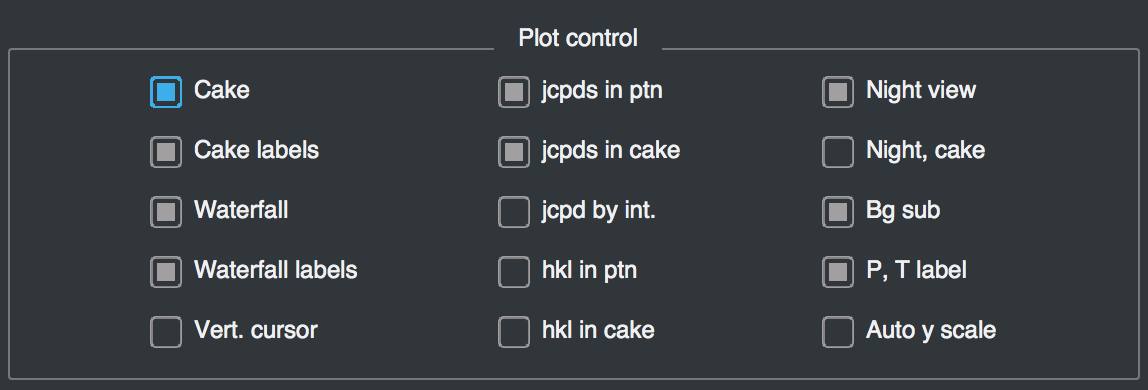 Plot control
Cake jcpds in ptn Night view
Cake labels jcpds in cake Night, cake
Waterfall jcpd by int. Bg sub
Waterfall labels hkl in ptn P, T label
Vert. cursor hkl in cake Auto y scale